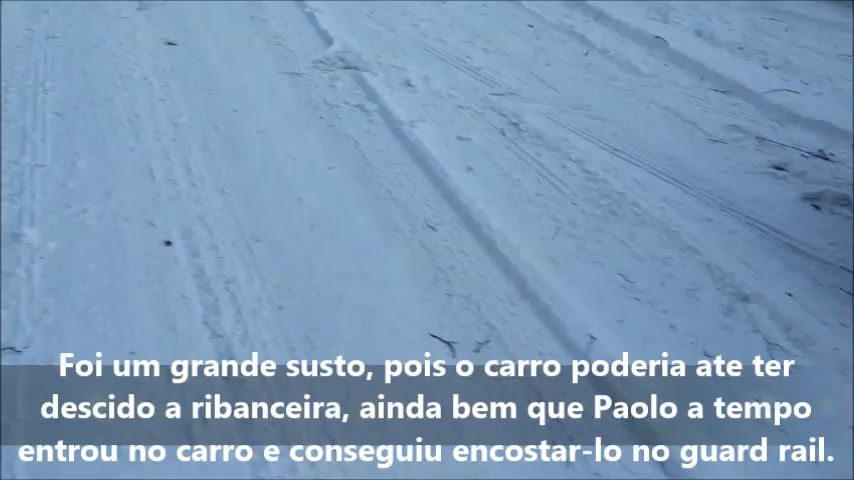 Foi um grande susto, pois o carro poderia ate ter
descido a ribanceira, ainda bem que Paolo a tempo
entrou no carro e conseguiu encostar-lo no guard rail.